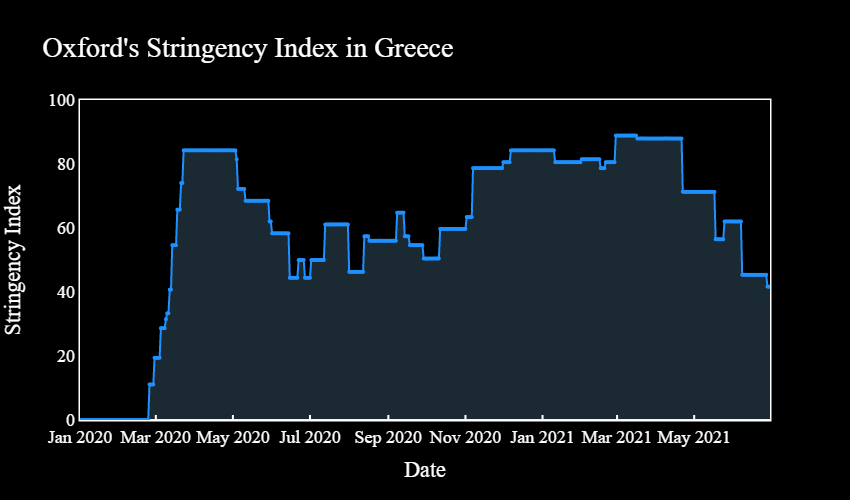 Oxford's Stringency Index in Greece
100
80
60
40
20
0
Stringency Index
Jan 2020 Mar 2020 May 2020 Jul 2020 Sep 2020 Nov 2020 Jan 2021 Mar 2021 May 2021
Date